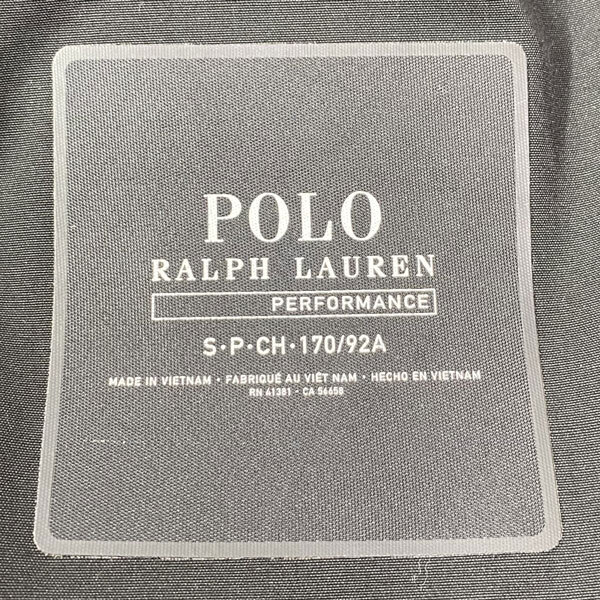 POLO
RALPH LAUREN
PERFORMANCE
S·P·CH·170/92A
MADE IN VIETNAM · FABRIQUÉ AU VIÊT NAM · HECHO EN VIETNAM
RN 41381 · CA 56658